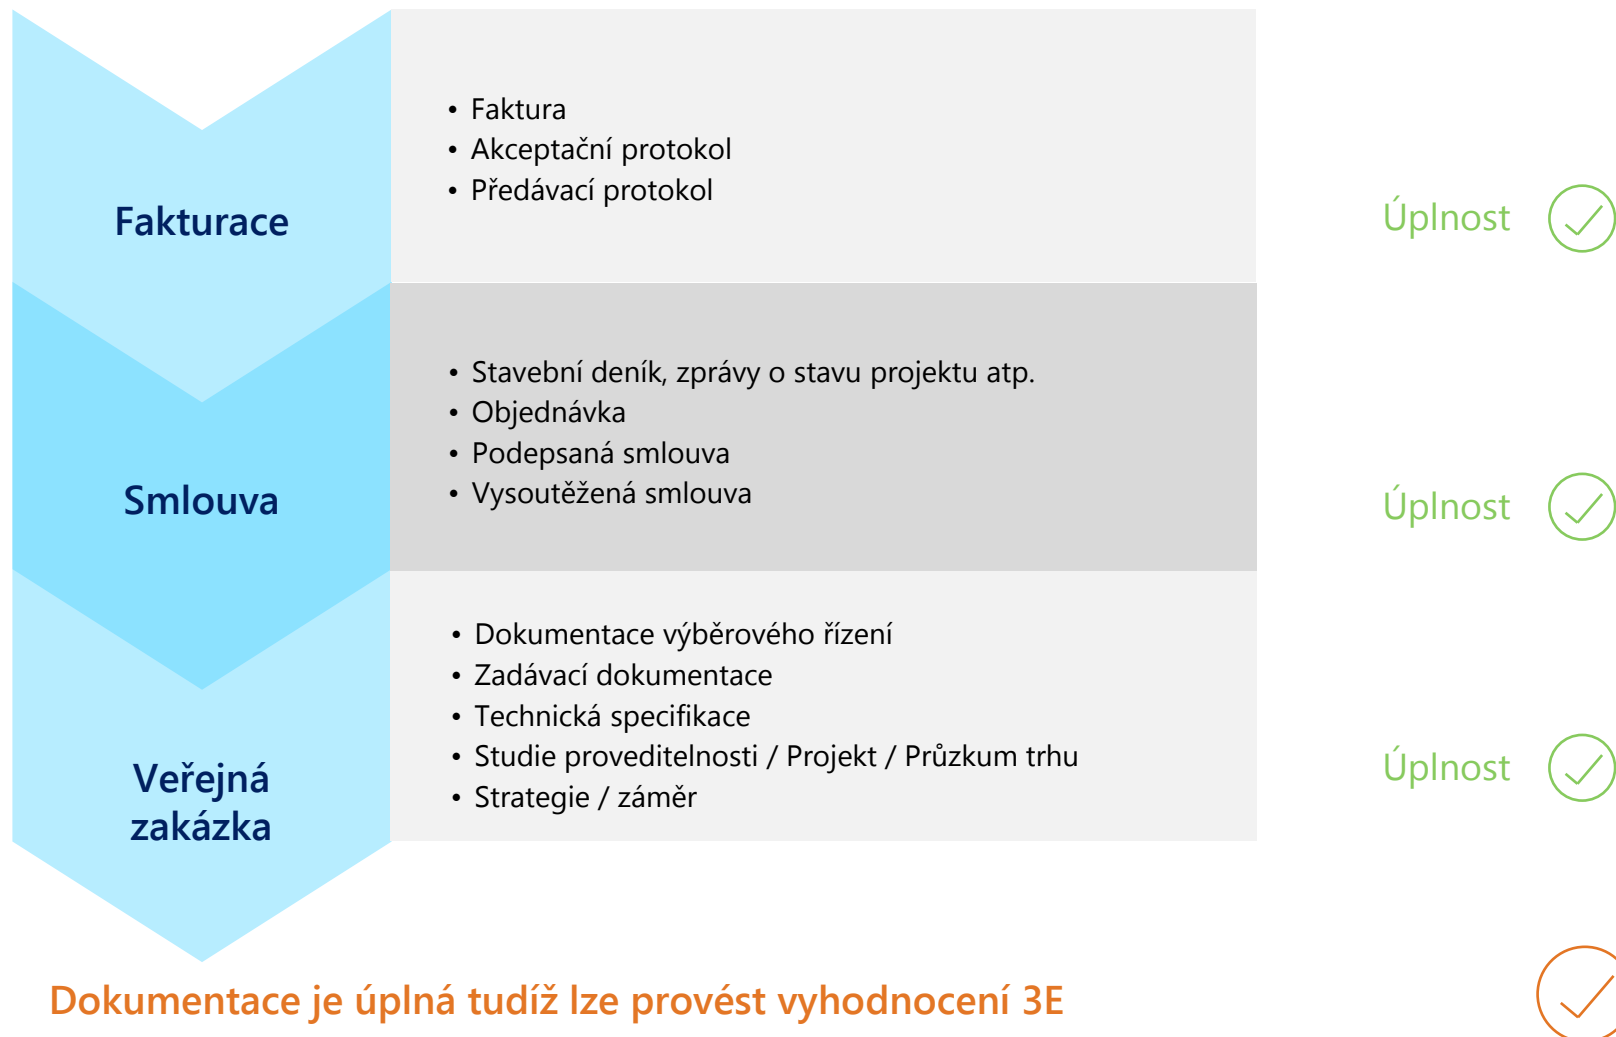 Fakturace
• Faktura
• Akceptační protokol
• Předávací protokol
Úplnost
Smlouva
• Stavební deník, zprávy o stavu projektu atp.
• Objednávka
• Podepsaná smlouva
• Vysoutěžená smlouva
Úplnost
Veřejná
zakázka
• Dokumentace výběrového řízení
• Zadávací dokumentace
• Technická specifikace
• Studie proveditelnosti / Projekt / Průzkum trhu
• Strategie / záměr
Úplnost
Dokumentace je úplná tudíž lze provést vyhodnocení 3E